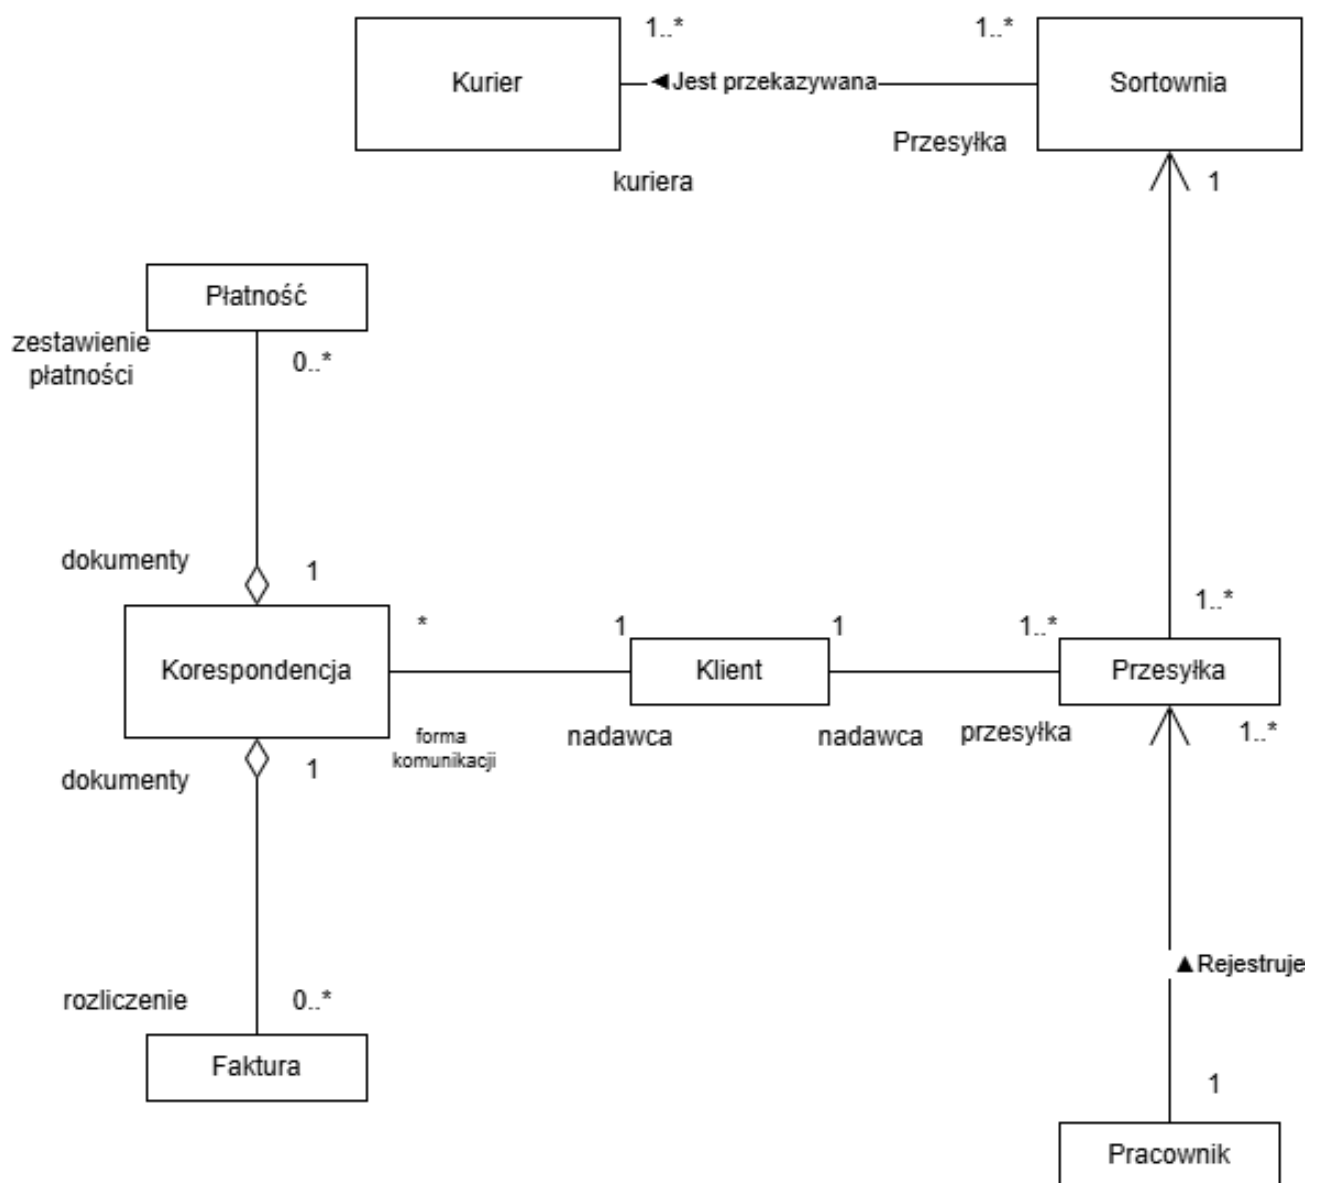 1..*
1..*
Kurier
◄Jest przekazywana
Sortownia
Przesyłka
kuriera
1
Płatność
zestawienie
płatności
0..*
dokumenty
1
*
1
1
1..*
1..*
Korespondencja
Klient
Przesyłka
forma
komunikacji
nadawca
nadawca
przesyłka
1..*
dokumenty
1
▲Rejestruje
rozliczenie
0..*
Faktura
1
Pracownik